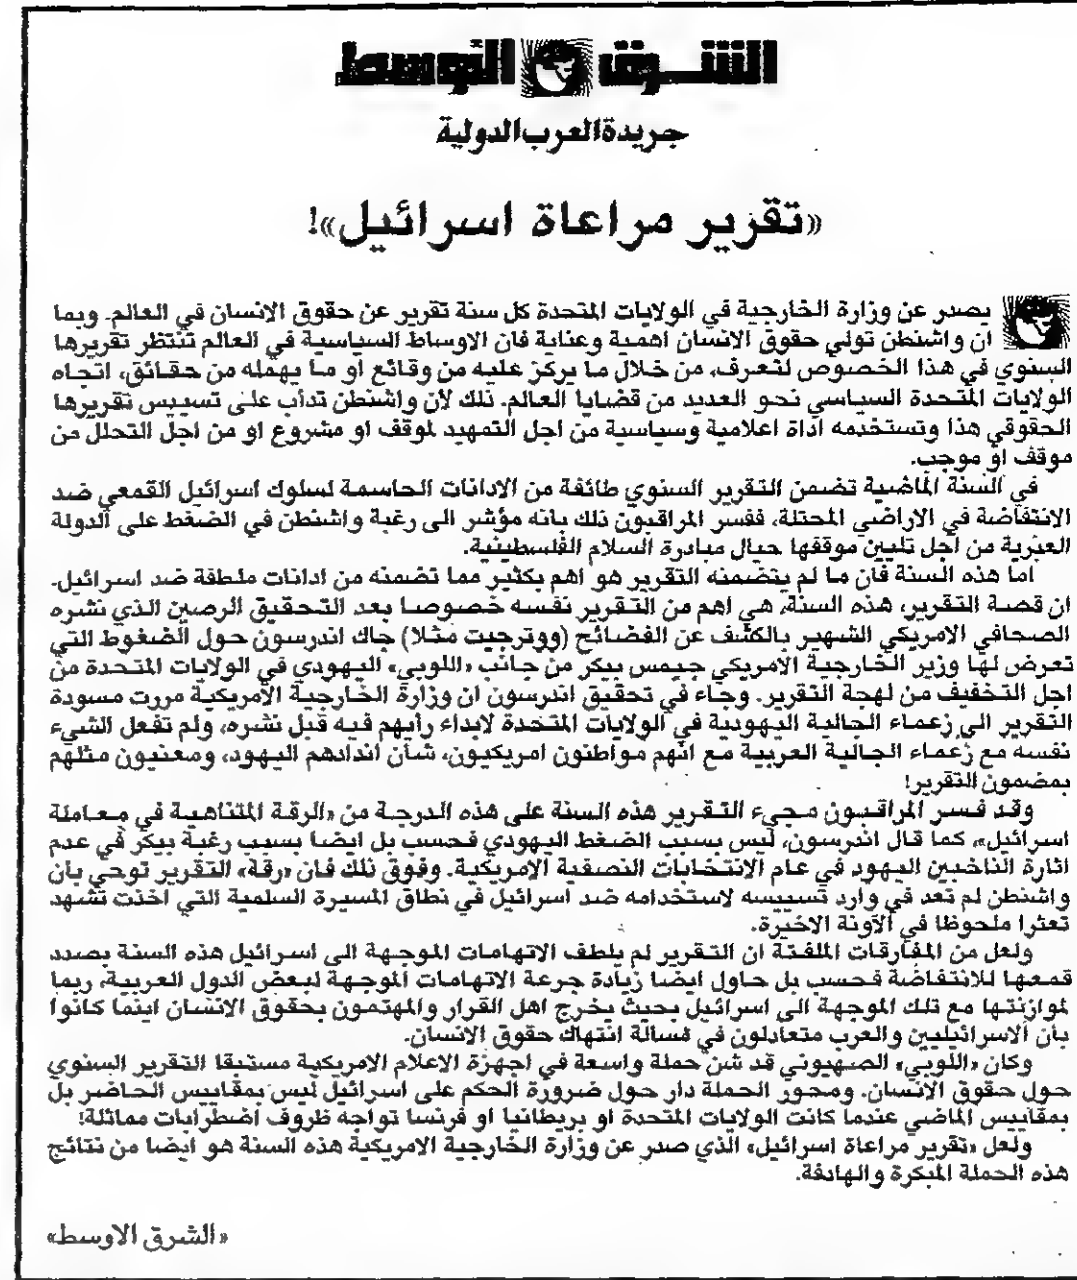 الشرق الاوسط
جريدة العرب الدولية
«تقرير مراعاة اسرائيل»!
يصدر عن وزارة الخارجية في الولايات المتحدة كل سنة تقرير عن حقوق الانسان في العالم. وبما
ان واشنطن تولي حقوق الانسان اهمية وعناية فان الاوساط السياسية في العالم تنتظر تقريرها
السنوي في هذا الخصوص لتعرف، من خلال ما يركز عليه من وقائع او ما يهمله من حقائق، اتجاه
الولايات المتحدة السياسي نحو العديد من قضايا العالم. ذلك لأن واشنطن تدأب على تسييس تقريرها
الحقوقي هذا وتستخدمه اداة اعلامية وسياسية من اجل التمهيد لموقف او مشروع او من اجل التحلل من
موقف او موجب.
في السنة الماضية تضمن التقرير السنوي طائفة من الادانات الحاسمة لسلوك اسرائيل القمعي ضد
الانتفاضة في الاراضي المحتلة، ففسر المراقبون ذلك بانه مؤشر الى رغبة واشنطن في الضغط على الدولة
العبرية من أجل تليين موقفها حيال مبادرة السلام الفلسطينية.
اما هذه السنة فان ما لم يتضمنه التقرير هو اهم بكثير مما تضمنه من ادانات ملطفة ضد اسرائيل.
ان قصة التقرير، هذه السنة، هي اهم من التقرير نفسه خصوصا بعد التحقيق الرصين الذي نشره
الصحافي الامريكي الشهير بالكشف عن الفضائح (ووترجيت مثلا) جاك اندرسون حول الضغوط التي
تعرض لها وزير الخارجية الامريكي جيمس بيكر من جانب «اللوبي» اليهودي في الولايات المتحدة من
اجل التخفيف من لهجة التقرير. وجاء في تحقيق اندرسون ان وزارة الخارجية الامريكية مررت مسودة
التقرير الى زعماء الجالية اليهودية في الولايات المتحدة لابداء رأيهم فيه قبل نشره، ولم تفعل الشيء
نفسه مع زعماء الجالية العربية مع انهم مواطنون امريكيون، شأن اندادهم اليهود، ومعنيون مثلهم
بمضمون التقرير!
وقد فسر المراقبون مجيء التقرير هذه السنة على هذه الدرجة من «الرقة المتناهية في معاملة
اسرائيل»، كما قال اندرسون، ليس بسبب الضغط اليهودي فحسب بل ايضا بسبب رغبة بيكر في عدم
اثارة الناخبين اليهود في عام الانتخابات النصفية الامريكية. وفوق ذلك فان «رقة» التقرير توحي بان
واشنطن لم تعد في وارد تسييسه لاستخدامه ضد اسرائيل في نطاق المسيرة السلمية التي اخذت تشهد
تعثرا ملحوظا في الآونة الاخيرة.
ولعل من المفارقات الملفتة ان التقرير لم يلطف الاتهامات الموجهة الى اسرائيل هذه السنة بصدد
قمعها للانتفاضة فحسب بل حاول ايضا زيادة جرعة الاتهامات الموجهة لبعض الدول العربية، ربما
لموازنتها مع تلك الموجهة الى اسرائيل بحيث يخرج اهل القرار والمهتمون بحقوق الانسان اينما كانوا
بأن الاسرائيليين والعرب متعادلون في مسألة انتهاك حقوق الانسان.
وكان «اللوبي» الصهيوني قد شن حملة واسعة في اجهزة الاعلام الامريكية مستبقا التقرير السنوي
حول حقوق الانسان. ومحور الحملة دار حول ضرورة الحكم على اسرائيل ليس بمقاييس الحاضر بل
بمقاييس الماضي عندما كانت الولايات المتحدة او بريطانيا او فرنسا تواجه ظروف اضطرابات مماثلة!
ولعل «تقرير مراعاة اسرائيل» الذي صدر عن وزارة الخارجية الامريكية هذه السنة هو ايضا من نتائج
هذه الحملة المبكرة والهادفة.
«الشرق الاوسط»